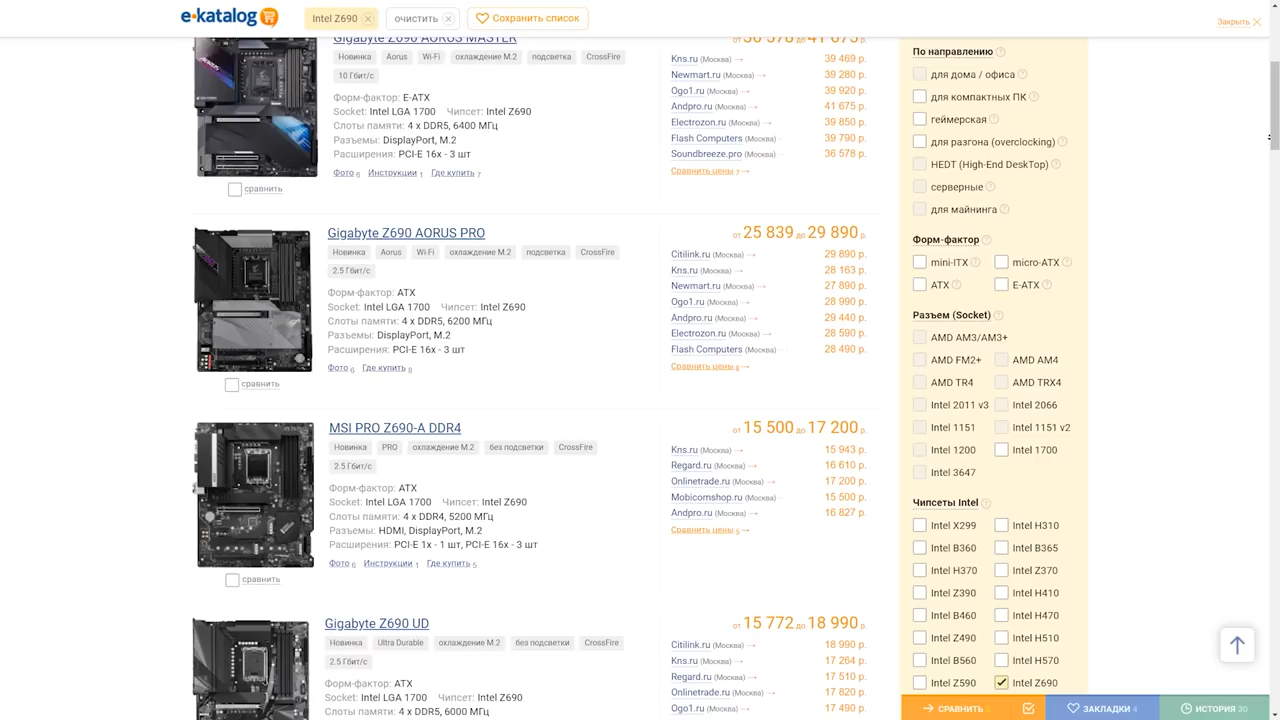 e-katalog
Intel Z690
очистить
Сохранить список
Закрыть
Gigabyte Z690 AORUS MASTER
Новинка Aorus Wi-Fi охлаждение M.2 подсветка CrossFire
10 Гбит/с
Форм-фактор: E-ATX
Socket: Intel LGA 1700 Чипсет: Intel Z690
Слоты памяти: 4 x DDR5, 6400 МГц
Разъемы: DisplayPort, M.2
Расширения: PCI-E 16x - 3 шт
Фото 6 Инструкции 1 Где купить 7
сравнить
от 36 578 до 41 675 р.
Kns.ru (Москва) → 39 469 р.
Newmart.ru (Москва) → 39 280 р.
Ogo1.ru (Москва) → 39 920 р.
Andpro.ru (Москва) → 41 675 р.
Electrozon.ru (Москва) → 39 850 р.
Flash Computers (Москва) 39 790 р.
Soundbreeze.pro (Москва) 36 578 р.
Сравнить цены 7 →
Gigabyte Z690 AORUS PRO
Новинка Aorus Wi-Fi охлаждение M.2 подсветка CrossFire
2.5 Гбит/с
Форм-фактор: ATX
Socket: Intel LGA 1700 Чипсет: Intel Z690
Слоты памяти: 4 x DDR5, 6200 МГц
Разъемы: DisplayPort, M.2
Расширения: PCI-E 16x - 3 шт
Фото 6 Где купить 8
сравнить
от 25 839 до 29 890 р.
Citilink.ru (Москва) → 29 890 р.
Kns.ru (Москва) → 28 163 р.
Newmart.ru (Москва) → 27 890 р.
Ogo1.ru (Москва) → 28 990 р.
Andpro.ru (Москва) → 29 440 р.
Electrozon.ru (Москва) → 28 590 р.
Flash Computers (Москва) 28 490 р.
Сравнить цены 8 →
MSI PRO Z690-A DDR4
Новинка PRO охлаждение M.2 без подсветки CrossFire
2.5 Гбит/с
Форм-фактор: ATX
Socket: Intel LGA 1700 Чипсет: Intel Z690
Слоты памяти: 4 x DDR4, 5200 МГц
Разъемы: HDMI, DisplayPort, M.2
Расширения: PCI-E 1x - 1 шт, PCI-E 16x - 3 шт
Фото 6 Инструкции 1 Где купить 5
сравнить
от 15 500 до 17 200 р.
Kns.ru (Москва) → 15 943 р.
Regard.ru (Москва) → 16 610 р.
Onlinetrade.ru (Москва) → 17 200 р.
Mobicomshop.ru (Москва) 15 500 р.
Andpro.ru (Москва) → 16 827 р.
Сравнить цены 5 →
Gigabyte Z690 UD
Новинка Ultra Durable охлаждение M.2 без подсветки CrossFire
2.5 Гбит/с
Форм-фактор: ATX
Socket: Intel LGA 1700 Чипсет: Intel Z690
Слоты памяти: 4 x DDR5, 6000 МГц
от 15 772 до 18 990 р.
Citilink.ru (Москва) → 18 990 р.
Kns.ru (Москва) → 17 264 р.
Regard.ru (Москва) → 17 510 р.
Onlinetrade.ru (Москва) → 17 820 р.
Ogo1.ru (Москва) → 17 490 р.
По направлению
для дома / офиса
для компактных ПК
геймерская
для разгона (overclocking)
HEDT (High-End DeskTop)
серверные
для майнинга
Форм-фактор
mini-ITX micro-ATX
ATX E-ATX
Разъем (Socket)
AMD AM3/AM3+
AMD FM2+ AMD AM4
AMD TR4 AMD TRX4
Intel 2011 v3 Intel 2066
Intel 1151 Intel 1151 v2
Intel 1200 Intel 1700
Intel 3647
Чипсеты Intel
Intel X299 Intel H310
Intel B360 Intel B365
Intel H370 Intel Z370
Intel Z390 Intel H410
Intel B460 Intel H470
Intel Z490 Intel H510
Intel B560 Intel H570
Intel Z590 Intel Z690
СРАВНИТЬ
ЗАКЛАДКИ 4
ИСТОРИЯ 30